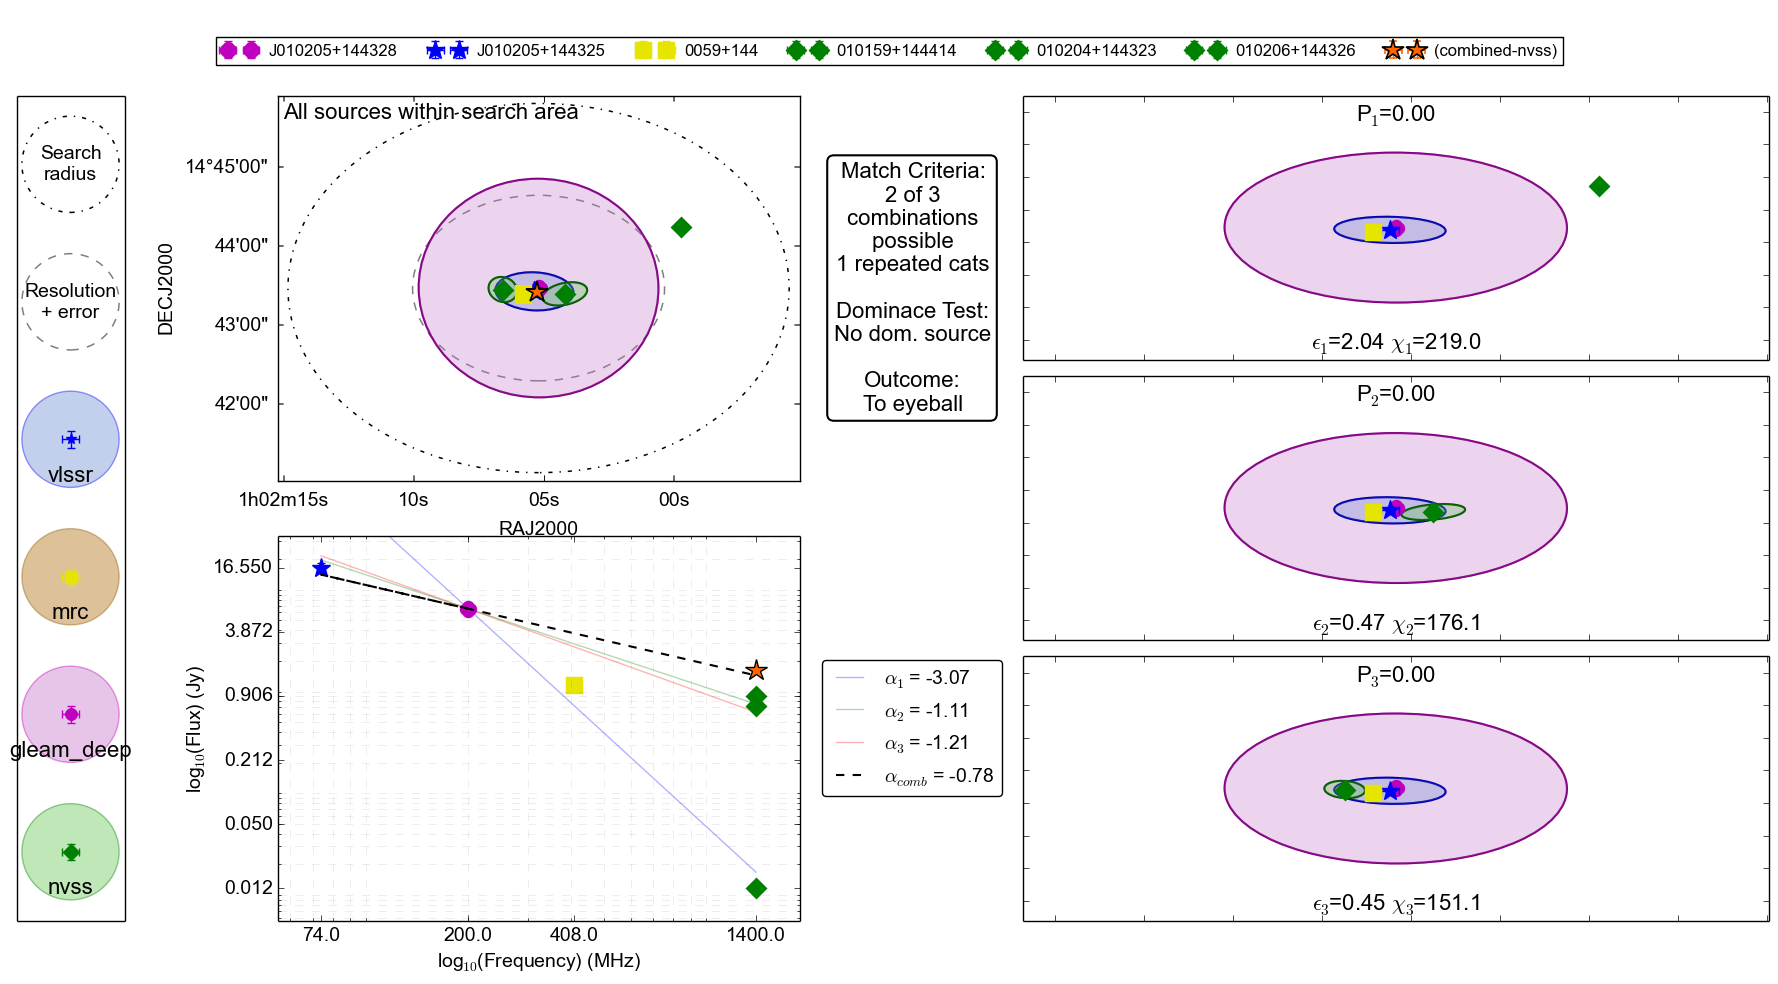 J010205+144328 J010205+144325 0059+144 010159+144414 010204+144323 010206+144326 (combined-nvss)
Search
radius
Resolution
+ error
vlssr
mrc
gleam_deep
nvss
All sources within search area
DECJ2000
14°45'00"
44'00"
43'00"
42'00"
1h02m15s 10s 05s 00s
RAJ2000
Match Criteria:
2 of 3
combinations
possible
1 repeated cats
Dominace Test:
No dom. source
Outcome:
To eyeball
log₁₀(Flux) (Jy)
16.550
3.872
0.906
0.212
0.050
0.012
74.0 200.0 408.0 1400.0
log₁₀(Frequency) (MHz)
α₁ = -3.07
α₂ = -1.11
α₃ = -1.21
α_comb = -0.78
P₁=0.00
ϵ₁=2.04 χ₁=219.0
P₂=0.00
ϵ₂=0.47 χ₂=176.1
P₃=0.00
ϵ₃=0.45 χ₃=151.1